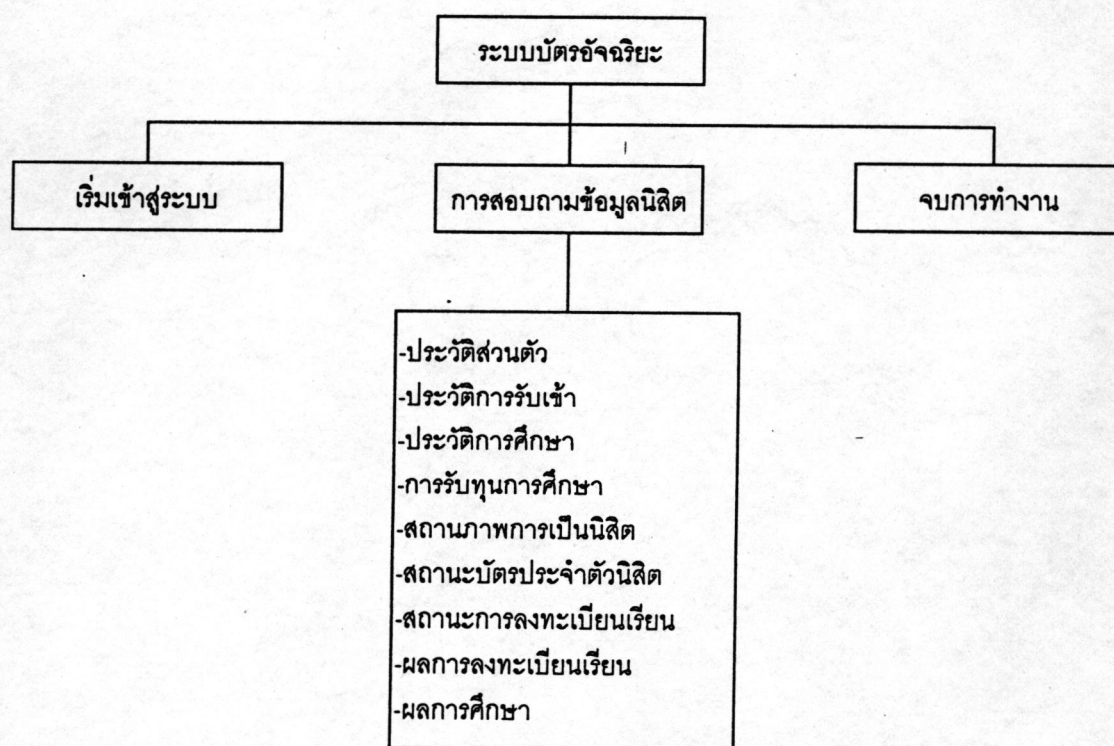 ระบบบัตรอัจฉริยะ
เริ่มเข้าสู่ระบบ
การสอบถามข้อมูลนิสิต
จบการทำงาน
-ประวัติส่วนตัว
-ประวัติการรับเข้า
-ประวัติการศึกษา
-การรับทุนการศึกษา
-สถานภาพการเป็นนิสิต
-สถานะบัตรประจำตัวนิสิต
-สถานะการลงทะเบียนเรียน
-ผลการลงทะเบียนเรียน
-ผลการศึกษา